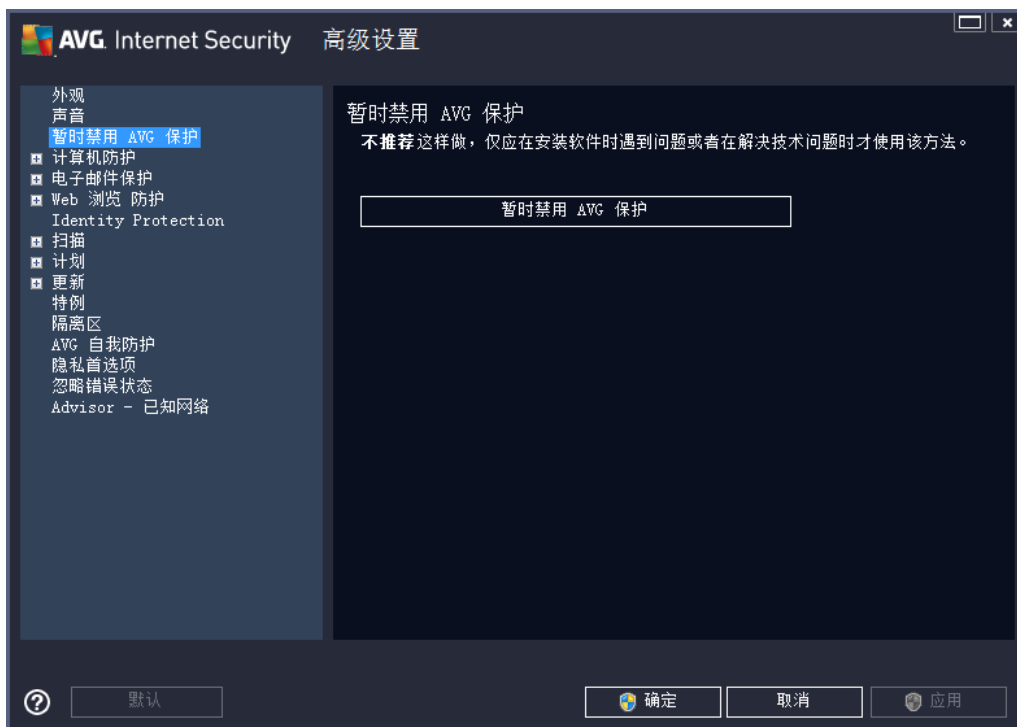 AVG. Internet Security 高级设置
外观
声音
暂时禁用 AVG 保护
计算机防护
电子邮件保护
Web 浏览 防护
Identity Protection
扫描
计划
更新
特例
隔离区
AVG 自我防护
隐私首选项
忽略错误状态
Advisor - 已知网络
暂时禁用 AVG 保护
不推荐这样做，仅应在安装软件时遇到问题或者在解决技术问题时才使用该方法。
暂时禁用 AVG 保护
默认
确定
取消
应用